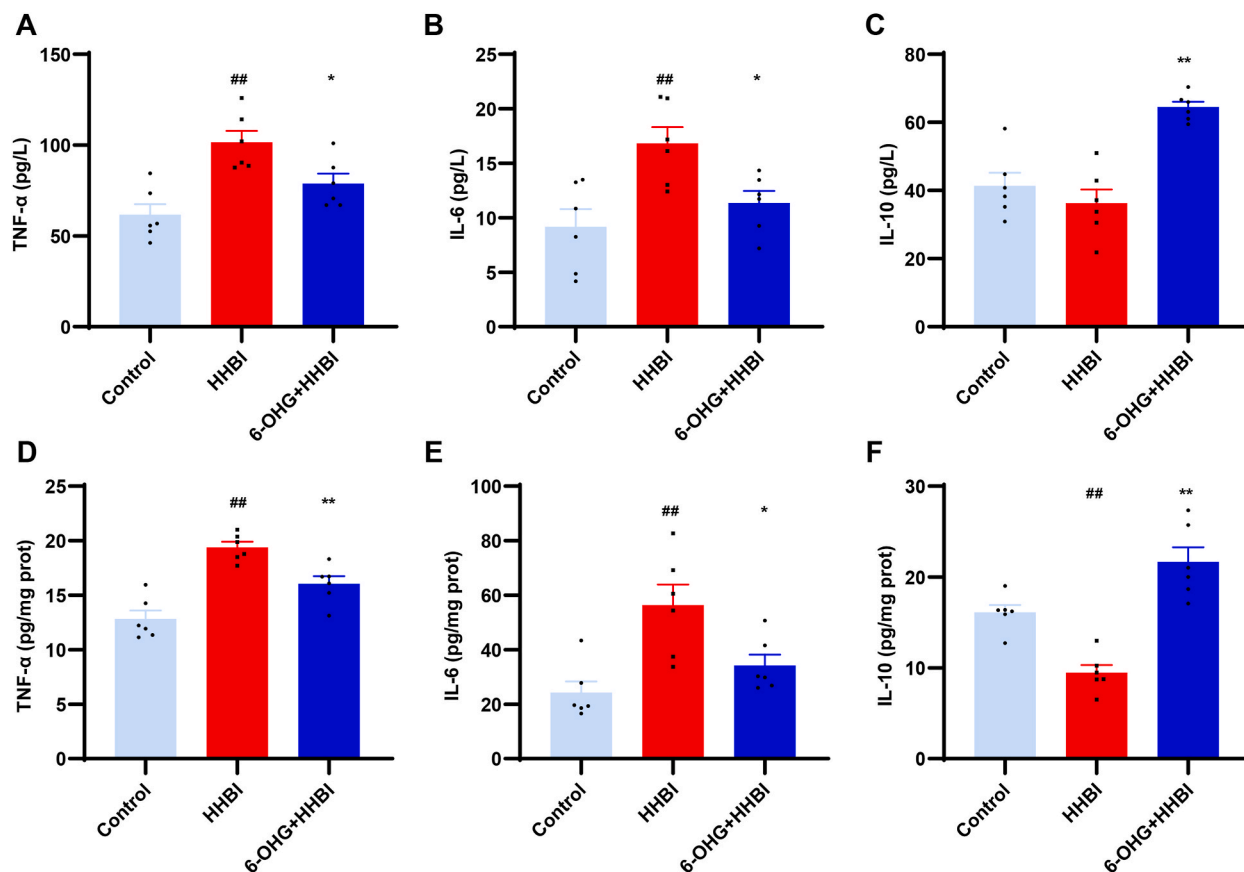 A
TNF-α (pg/L)
150
100
50
0
##
*
Control
HHBI
6-OHG+HHBI
B
IL-6 (pg/L)
25
20
15
10
5
0
##
*
Control
HHBI
6-OHG+HHBI
C
IL-10 (pg/L)
80
60
40
20
0
**
Control
HHBI
6-OHG+HHBI
D
TNF-α (pg/mg prot)
25
20
15
10
5
0
##
**
Control
HHBI
6-OHG+HHBI
E
IL-6 (pg/mg prot)
100
80
60
40
20
0
##
*
Control
HHBI
6-OHG+HHBI
F
IL-10 (pg/mg prot)
30
20
10
0
##
**
Control
HHBI
6-OHG+HHBI